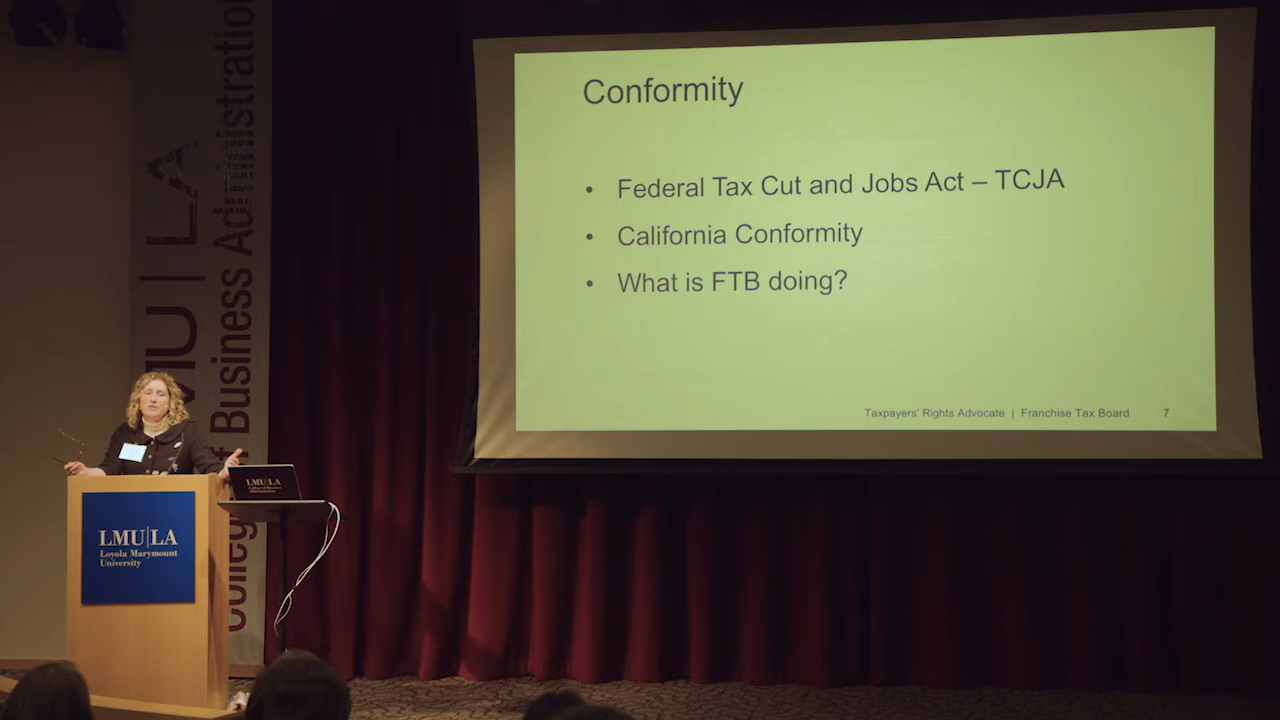 Conformity
• Federal Tax Cut and Jobs Act – TCJA
• California Conformity
• What is FTB doing?
Taxpayers' Rights Advocate | Franchise Tax Board 7
LMU|LA
College of Business Administration
LMU|LA
LMU|LA
Loyola Marymount
University